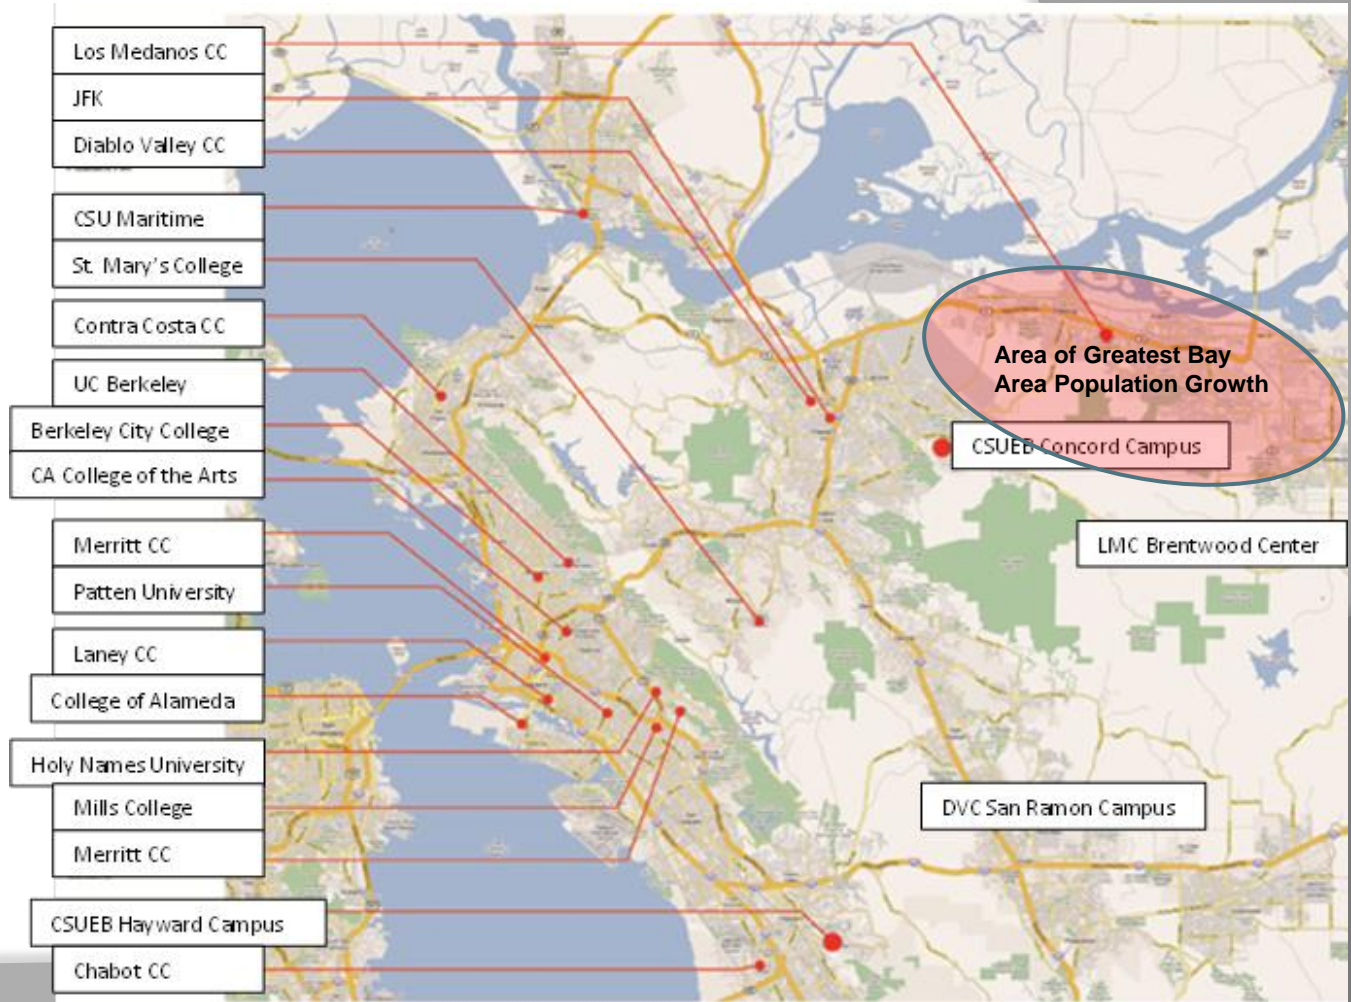 Los Medanos CC
JFK
Diablo Valley CC
CSU Maritime
St. Mary's College
Contra Costa CC
UC Berkeley
Berkeley City College
CA College of the Arts
Merritt CC
Patten University
Laney CC
College of Alameda
Holy Names University
Mills College
Merritt CC
CSUEB Hayward Campus
Chabot CC
Area of Greatest Bay
Area Population Growth
CSUEB Concord Campus
LMC Brentwood Center
DVC San Ramon Campus